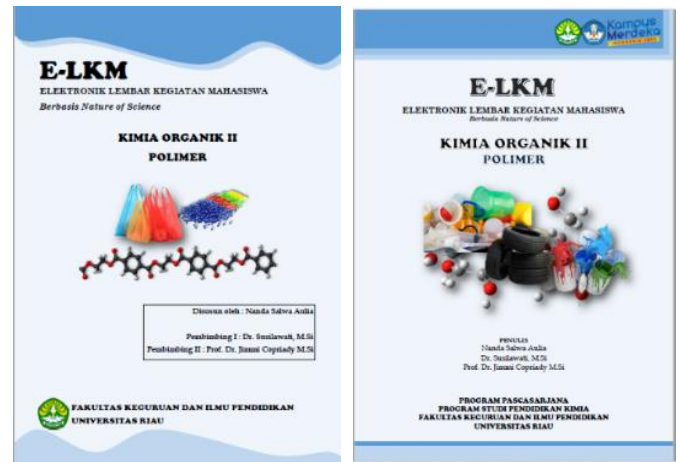 E-LKM
ELEKTRONIK LEMBAR KEGIATAN MAHASISWA
Berbasis Nature of Science
KIMIA ORGANIK II
POLIMER
Disusun oleh : Nanda Salwa Aulia
Pembimbing I : Dr. Susilawati, M.Si
Pembimbing II : Prof. Dr. Jimmi Copriady M.Si
FAKULTAS KEGURUAN DAN ILMU PENDIDIKAN
UNIVERSITAS RIAU
Kampus
Merdeka
E-LKM
ELEKTRONIK LEMBAR KEGIATAN MAHASISWA
Berbasis Nature of Science
KIMIA ORGANIK II
POLIMER
PENULIS
Nanda Salwa Aulia
Dr. Susilawati, M.Si
Prof. Dr. Jimmi Copriady M.Si
PROGRAM PASCASARJANA
PROGRAM STUDI PENDIDIKAN KIMIA
FAKULTAS KEGURUAN DAN ILMU PENDIDIKAN
UNIVERSITAS RIAU